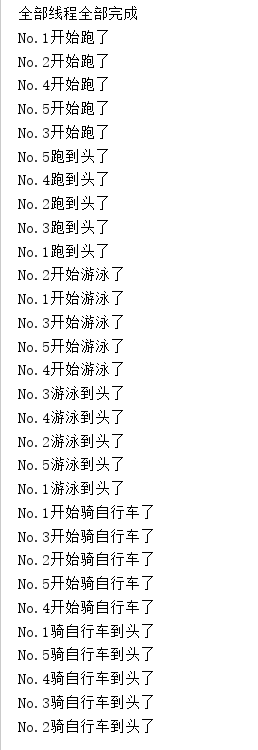 全部线程全部完成
No.1开始跑了
No.2开始跑了
No.4开始跑了
No.5开始跑了
No.3开始跑了
No.5跑到头了
No.4跑到头了
No.2跑到头了
No.3跑到头了
No.1跑到头了
No.2开始游泳了
No.1开始游泳了
No.3开始游泳了
No.5开始游泳了
No.4开始游泳了
No.3游泳到头了
No.4游泳到头了
No.2游泳到头了
No.5游泳到头了
No.1游泳到头了
No.1开始骑自行车了
No.3开始骑自行车了
No.2开始骑自行车了
No.5开始骑自行车了
No.4开始骑自行车了
No.1骑自行车到头了
No.5骑自行车到头了
No.4骑自行车到头了
No.3骑自行车到头了
No.2骑自行车到头了